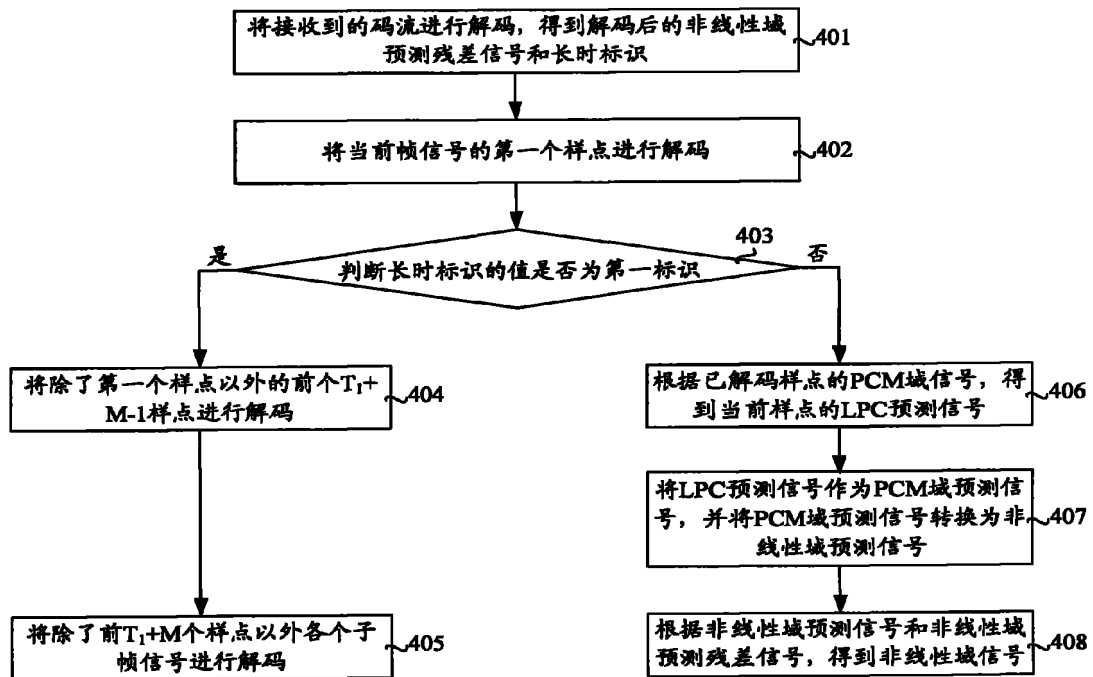 将接收到的码流进行解码，得到解码后的非线性域
预测残差信号和长时标识
401
将当前帧信号的第一个样点进行解码
402
403
是
否
判断长时标识的值是否为第一标识
将除了第一个样点以外的前个T₁+
M-1样点进行解码
404
根据已解码样点的PCM域信号，得
到当前样点的LPC预测信号
406
将LPC预测信号作为PCM域预测信
号，并将PCM域预测信号转换为非
线性域预测信号
407
将除了前T₁+M个样点以外各个子
帧信号进行解码
405
根据非线性域预测信号和非线性域
预测残差信号，得到非线性域信号
408